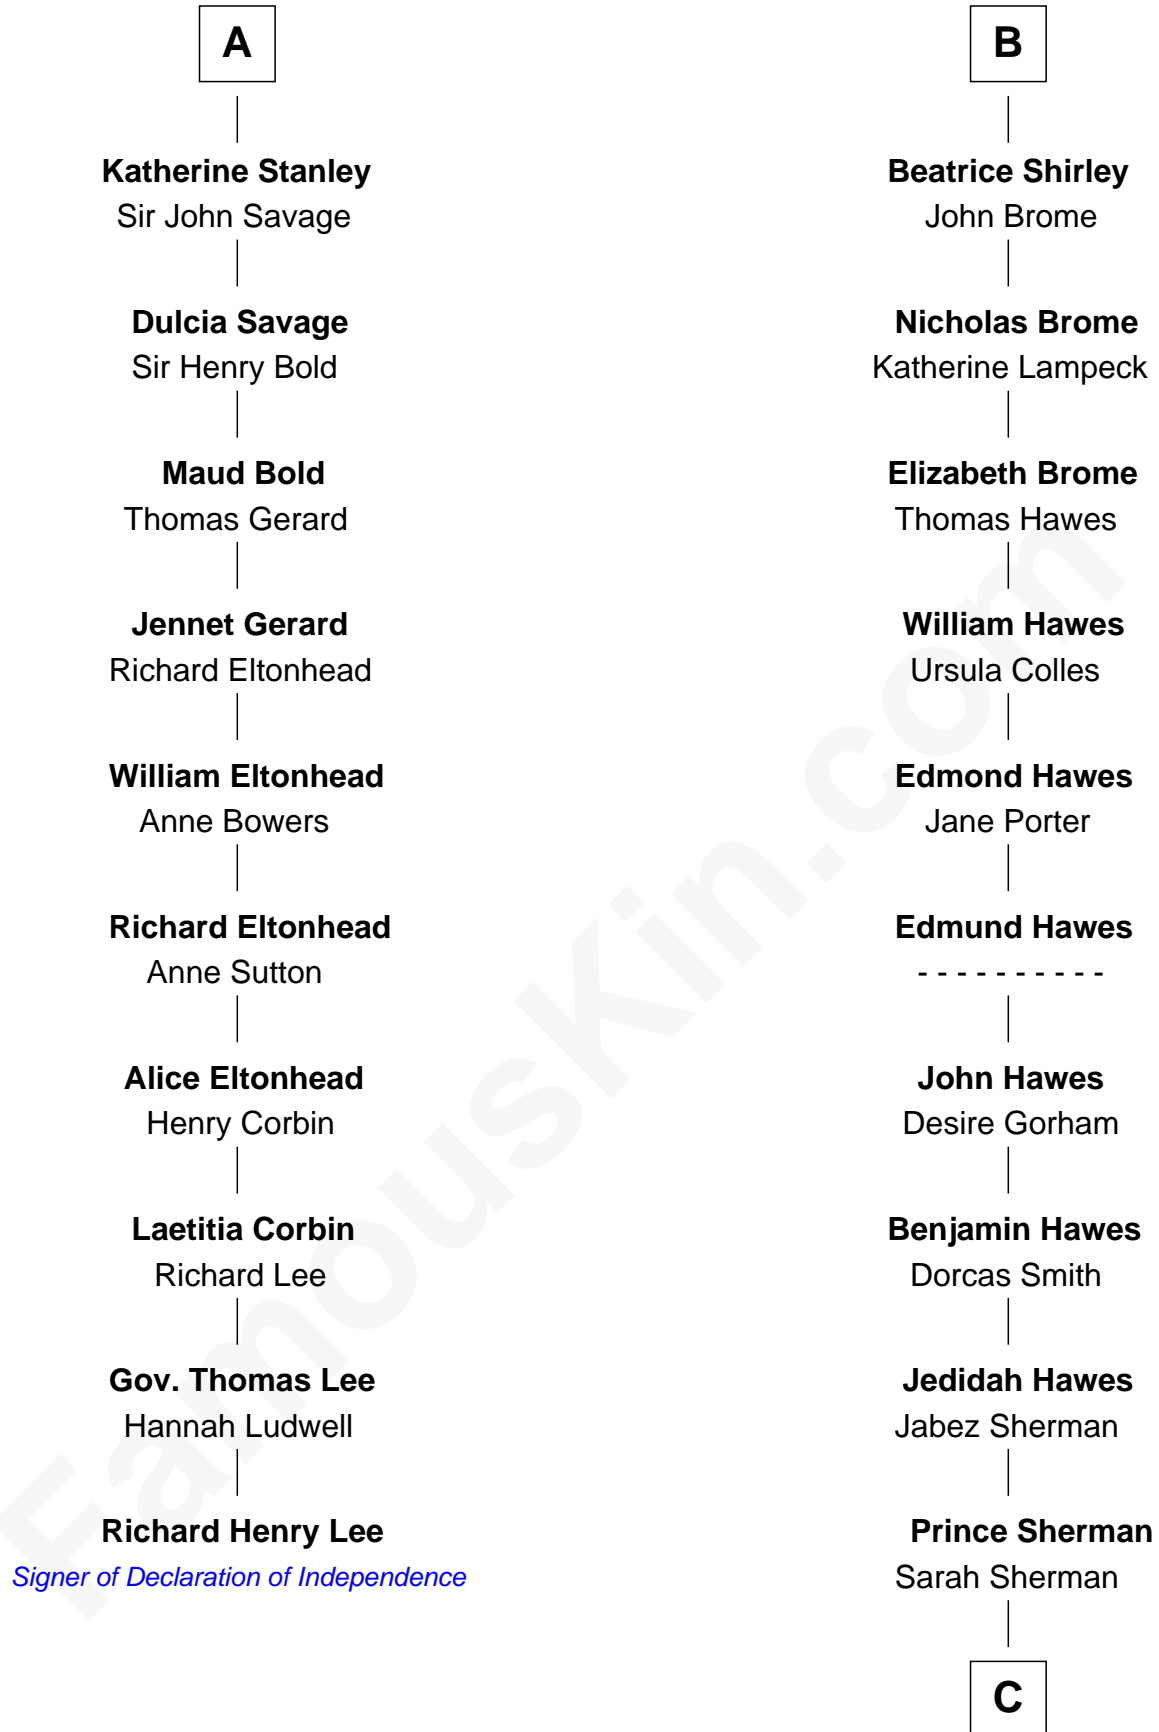 A
Katherine Stanley
Sir John Savage
Dulcia Savage
Sir Henry Bold
Maud Bold
Thomas Gerard
Jennet Gerard
Richard Eltonhead
William Eltonhead
Anne Bowers
Richard Eltonhead
Anne Sutton
Alice Eltonhead
Henry Corbin
Laetitia Corbin
Richard Lee
Gov. Thomas Lee
Hannah Ludwell
Richard Henry Lee
Signer of Declaration of Independence
B
Beatrice Shirley
John Brome
Nicholas Brome
Katherine Lampeck
Elizabeth Brome
Thomas Hawes
William Hawes
Ursula Colles
Edmond Hawes
Jane Porter
Edmund Hawes
- - - - - - - - - -
John Hawes
Desire Gorham
Benjamin Hawes
Dorcas Smith
Jedidah Hawes
Jabez Sherman
Prince Sherman
Sarah Sherman
C
FamousKin.com